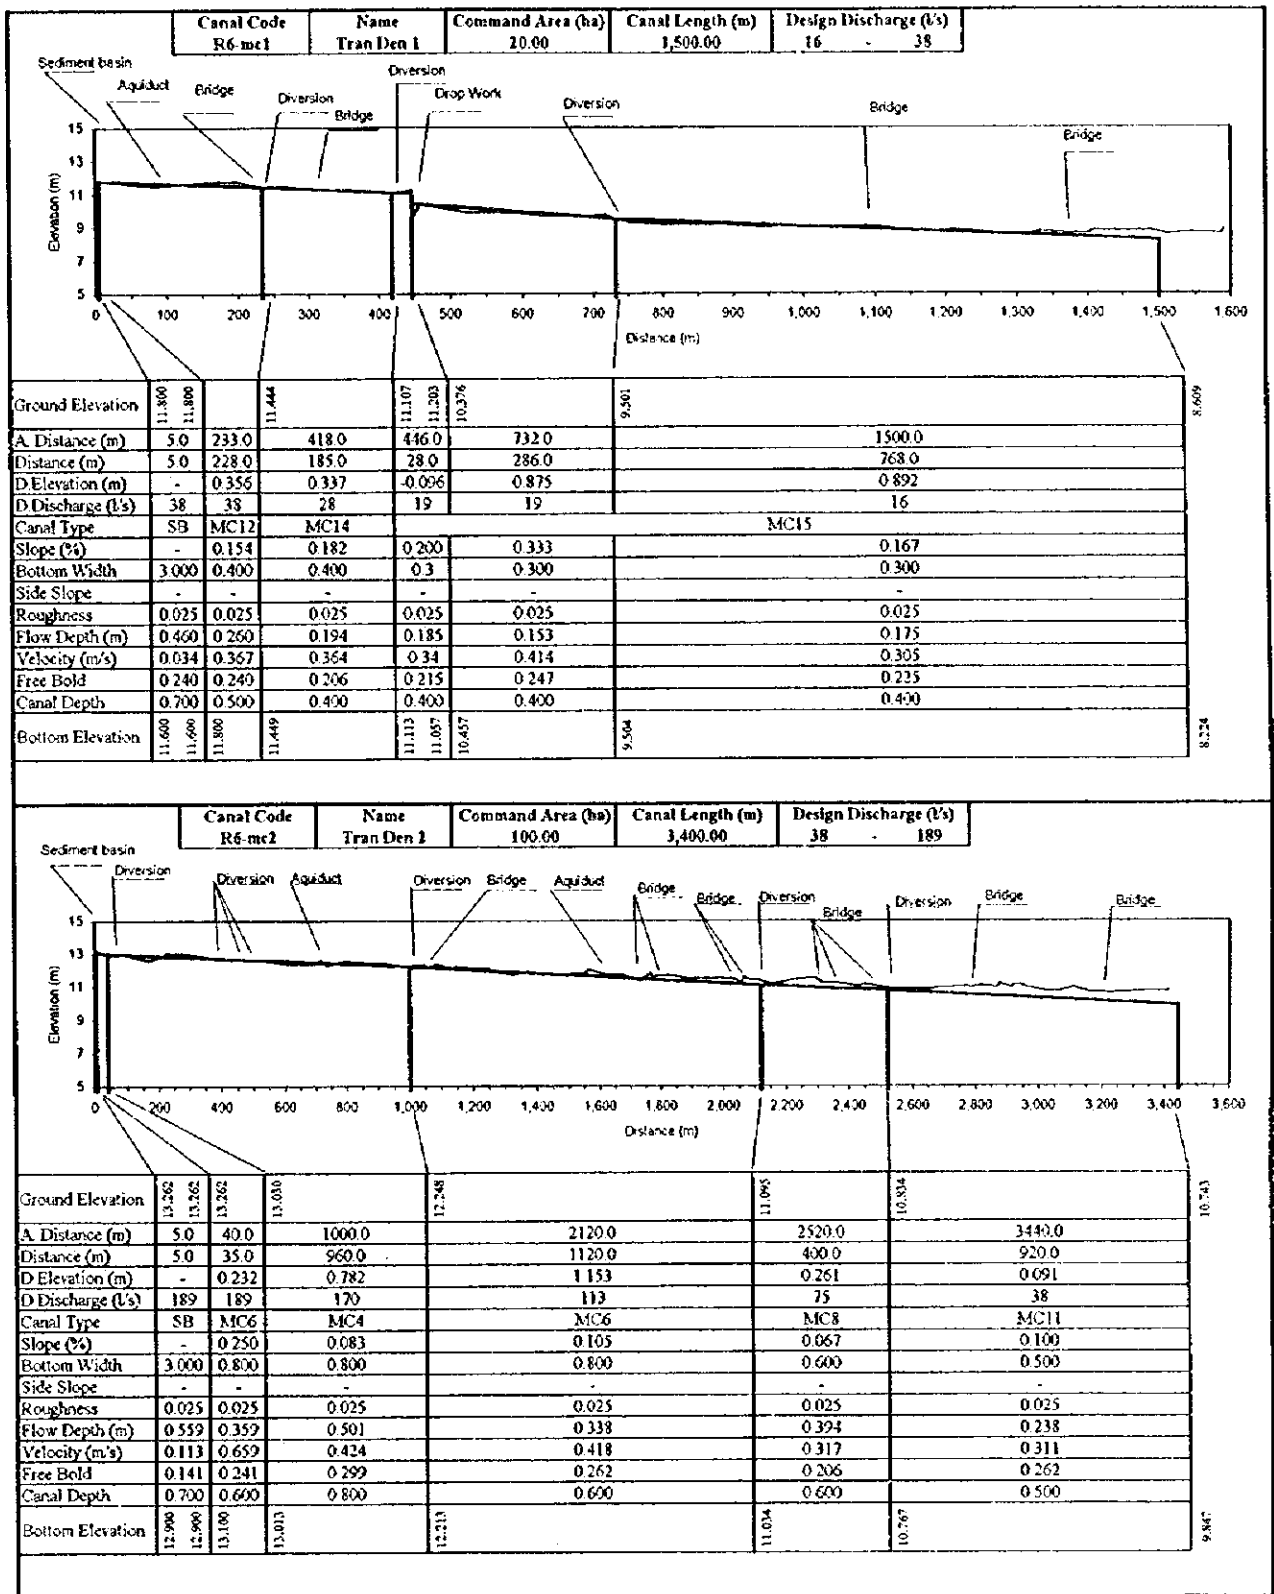 Canal Code Name Command Area (ha) Canal Length (m) Design Discharge (l/s)
R6-mc1 Tran Den 1 20.00 1,500.00 16 - 38
Sediment basin
Aquiduct
Bridge
Diversion
Bridge
Diversion
Drop Work
Diversion
Bridge
Bridge
Elevation (m)
15
13
11
9
7
5
0 100 200 300 400 500 600 700 800 900 1,000 1,100 1,200 1,300 1,400 1,500 1,600
Distance (m)
Ground Elevation 11.800 11.800 11.444 11.107 11.203 10.376 9.501 8.609
A. Distance (m) 5.0 233.0 418.0 446.0 732.0 1500.0
Distance (m) 5.0 228.0 185.0 28.0 286.0 768.0
D.Elevation (m) - 0.356 0.337 -0.096 0.875 0.892
D.Discharge (l/s) 38 38 28 19 19 16
Canal Type SB MC12 MC14 MC15
Slope (%) - 0.154 0.182 0.200 0.333 0.167
Bottom Width 3.000 0.400 0.400 0.3 0.300 0.300
Side Slope - - - - - -
Roughness 0.025 0.025 0.025 0.025 0.025 0.025
Flow Depth (m) 0.460 0.260 0.194 0.185 0.153 0.175
Velocity (m/s) 0.034 0.367 0.364 0.34 0.414 0.305
Free Bold 0.240 0.240 0.206 0.215 0.247 0.225
Canal Depth 0.700 0.500 0.400 0.400 0.400 0.400
Bottom Elevation 11.600 11.600 11.800 11.449 11.113 11.057 10.457 9.504 8.224
Canal Code Name Command Area (ha) Canal Length (m) Design Discharge (l/s)
R6-mc2 Tran Den 2 100.00 3,400.00 38 - 189
Sediment basin
Diversion
Diversion
Aquiduct
Diversion
Bridge
Aquiduct
Bridge
Bridge
Diversion
Bridge
Diversion
Bridge
Bridge
Elevation (m)
15
13
11
9
7
5
0 200 400 600 800 1,000 1,200 1,400 1,600 1,800 2,000 2,200 2,400 2,600 2,800 3,000 3,200 3,400 3,600
Distance (m)
Ground Elevation 13.262 13.262 13.262 13.030 12.248 11.095 10.834 10.743
A. Distance (m) 5.0 40.0 1000.0 2120.0 2520.0 3440.0
Distance (m) 5.0 35.0 960.0 1120.0 400.0 920.0
D Elevation (m) - 0.232 0.782 1.153 0.261 0.091
D Discharge (l/s) 189 189 170 113 75 38
Canal Type SB MC6 MC4 MC6 MC8 MC11
Slope (%) - 0.250 0.083 0.105 0.067 0.100
Bottom Width 3.000 0.800 0.800 0.800 0.600 0.500
Side Slope - - - - - -
Roughness 0.025 0.025 0.025 0.025 0.025 0.025
Flow Depth (m) 0.559 0.359 0.501 0.338 0.394 0.238
Velocity (m/s) 0.113 0.659 0.424 0.418 0.317 0.311
Free Bold 0.141 0.241 0.299 0.262 0.206 0.262
Canal Depth 0.700 0.600 0.800 0.600 0.600 0.500
Bottom Elevation 12.900 12.900 13.100 13.013 12.213 11.034 10.767 9.847